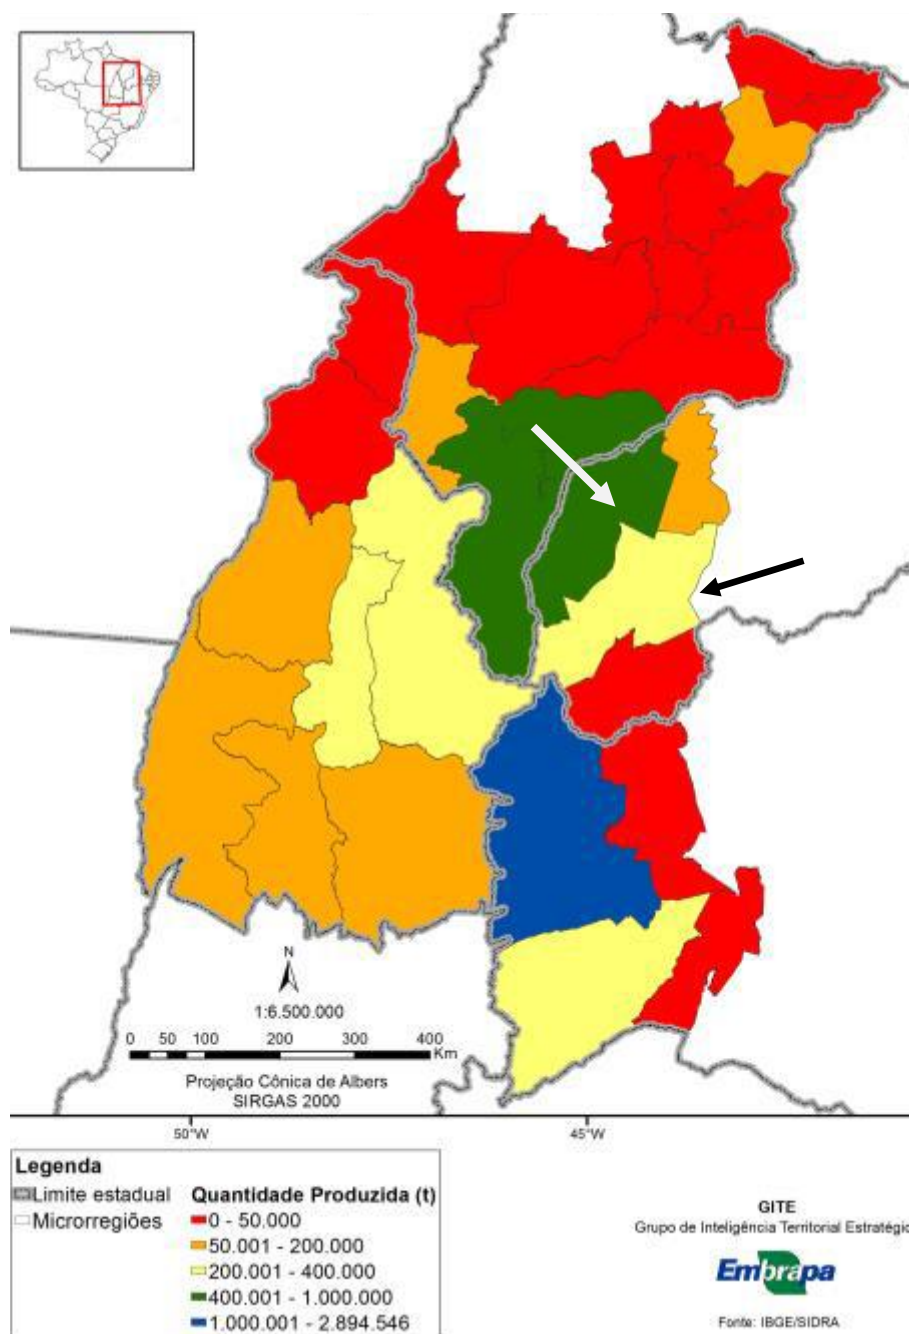 N
1:6.500.000
0 50 100 200 300 400
Km
Projeção Cônica de Albers
SIRGAS 2000
50°W 45°W
Legenda
Limite estadual
Microrregiões
Quantidade Produzida (t)
0 - 50.000
50.001 - 200.000
200.001 - 400.000
400.001 - 1.000.000
1.000.001 - 2.894.546
GITE
Grupo de Inteligência Territorial Estratégic
Embrapa
Fonte: IBGE/SIDRA